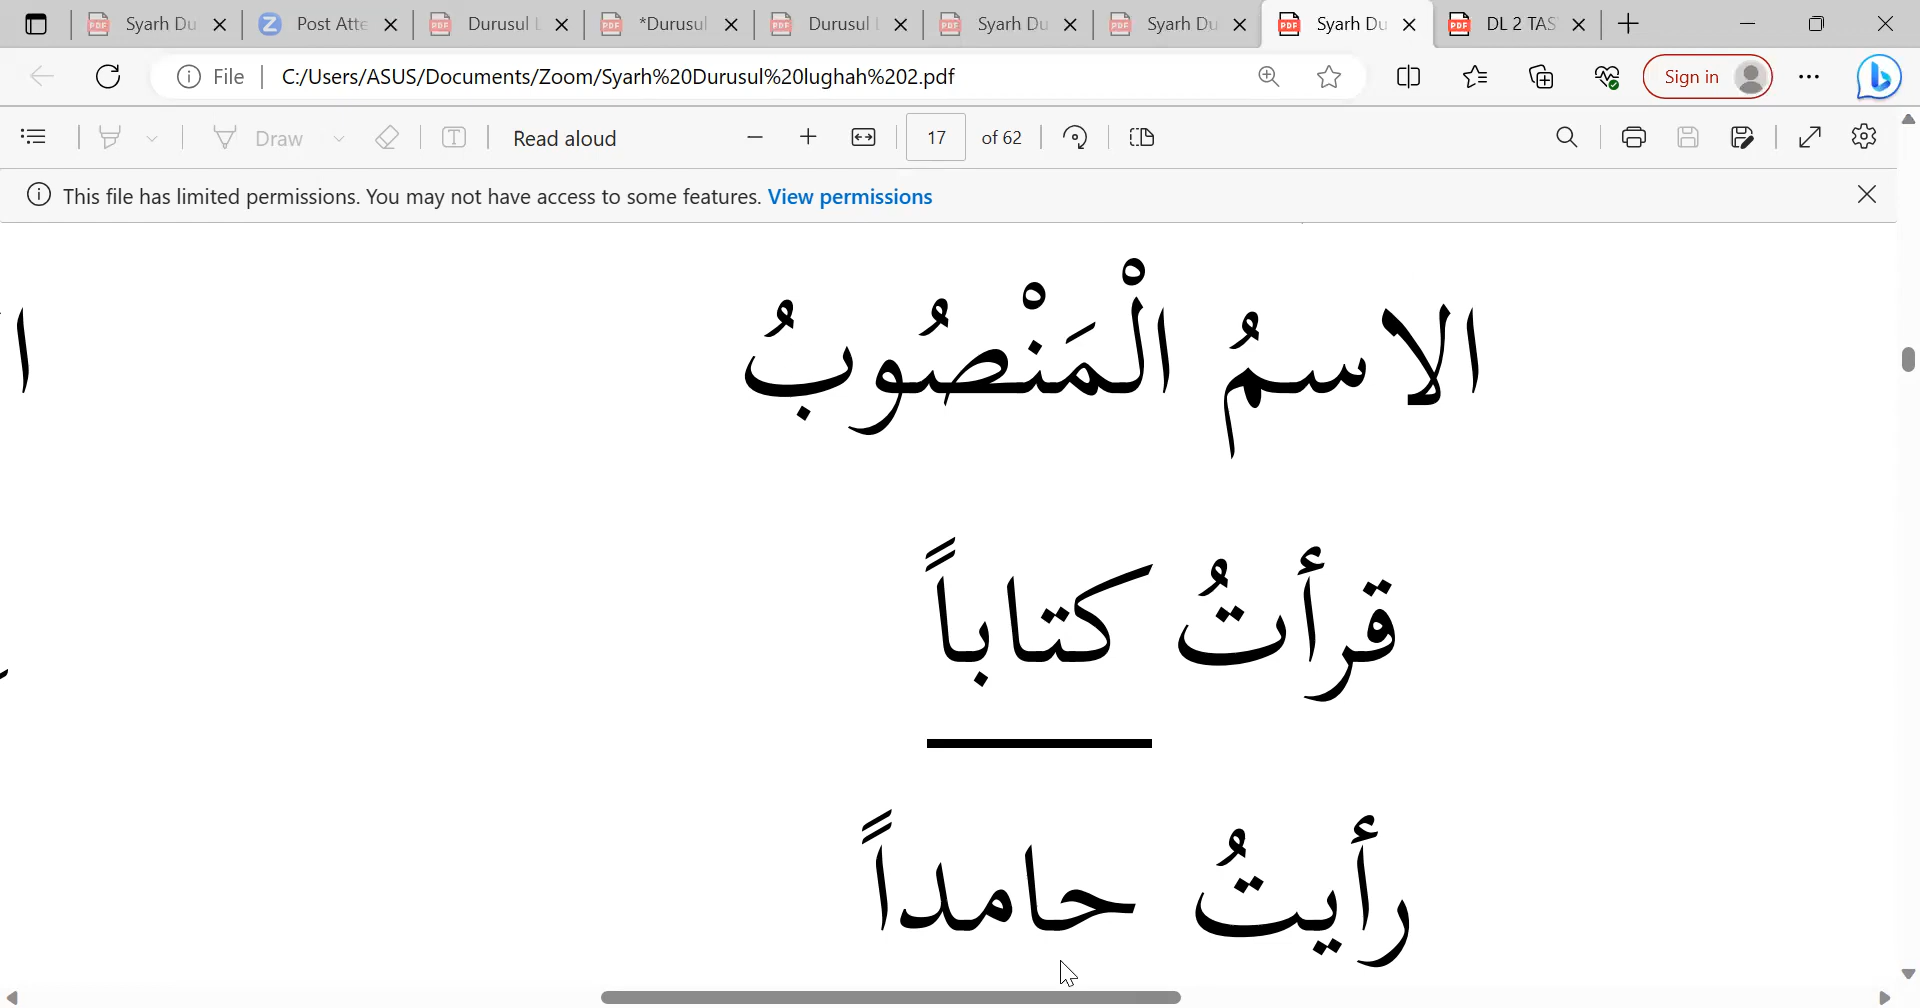 Syarh Du
Post Atte
Durusul L
*Durusul
Durusul L
Syarh Du
Syarh Du
Syarh Du
DL 2 TAS
File
C:/Users/ASUS/Documents/Zoom/Syarh%20Durusul%20lughah%202.pdf
Sign in
Draw
Read aloud
17 of 62
This file has limited permissions. You may not have access to some features. View permissions
الاسمُ الْمَنْصُوبُ
قرأتُ كتاباً
رأيتُ حامداً